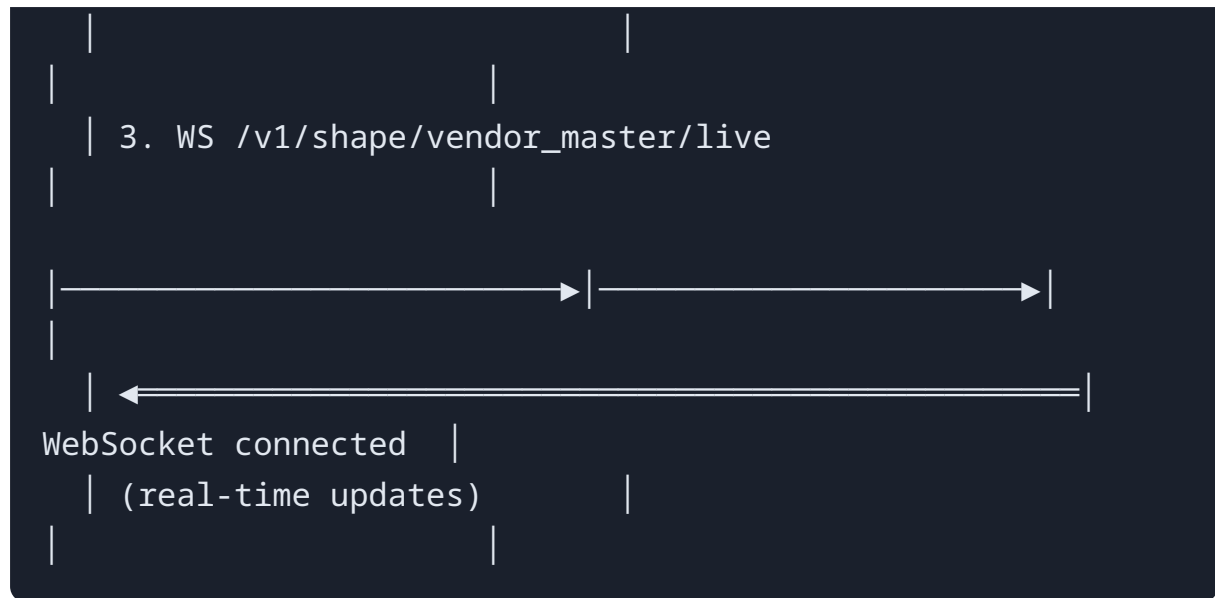 3. WS /v1/shape/vendor_master/live
WebSocket connected
(real-time updates)